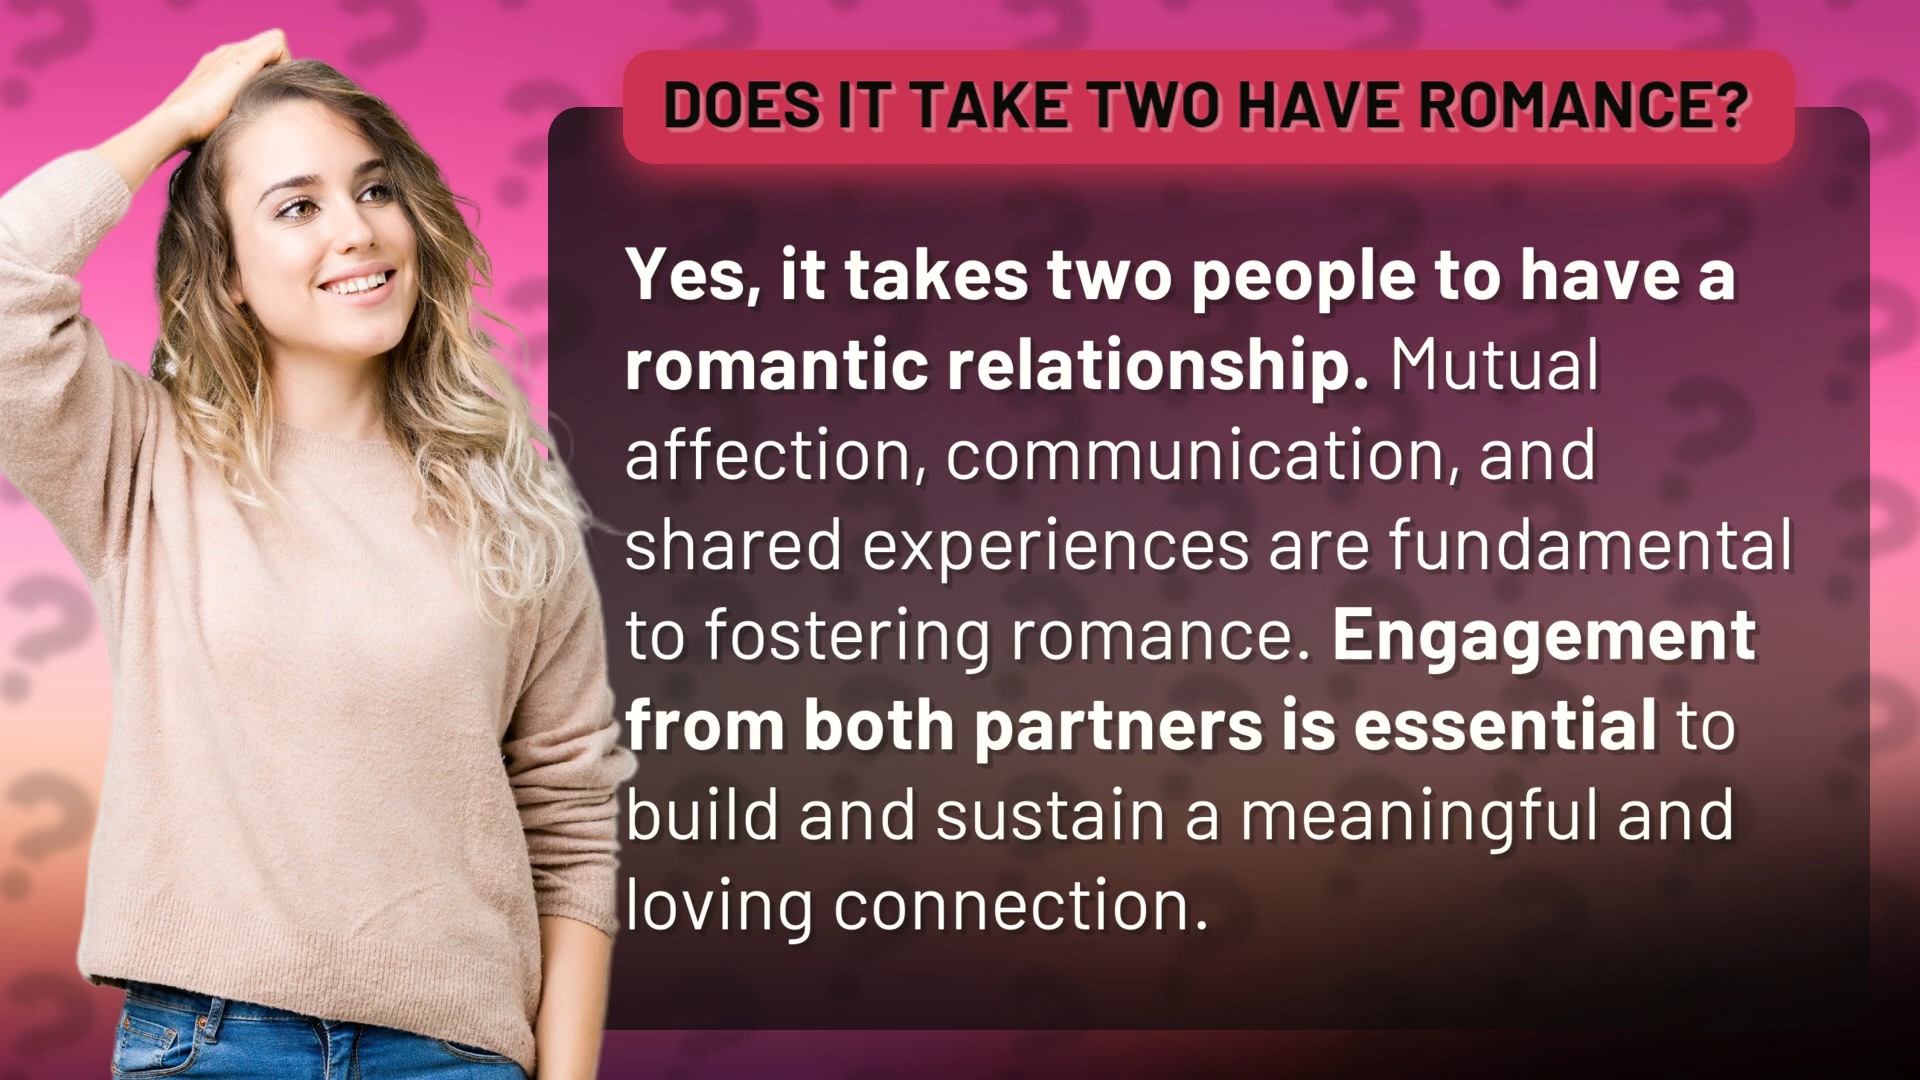 DOES IT TAKE TWO HAVE ROMANCE?
Yes, it takes two people to have a
romantic relationship. Mutual
affection, communication, and
shared experiences are fundamental
to fostering romance. Engagement
from both partners is essential to
build and sustain a meaningful and
loving connection.